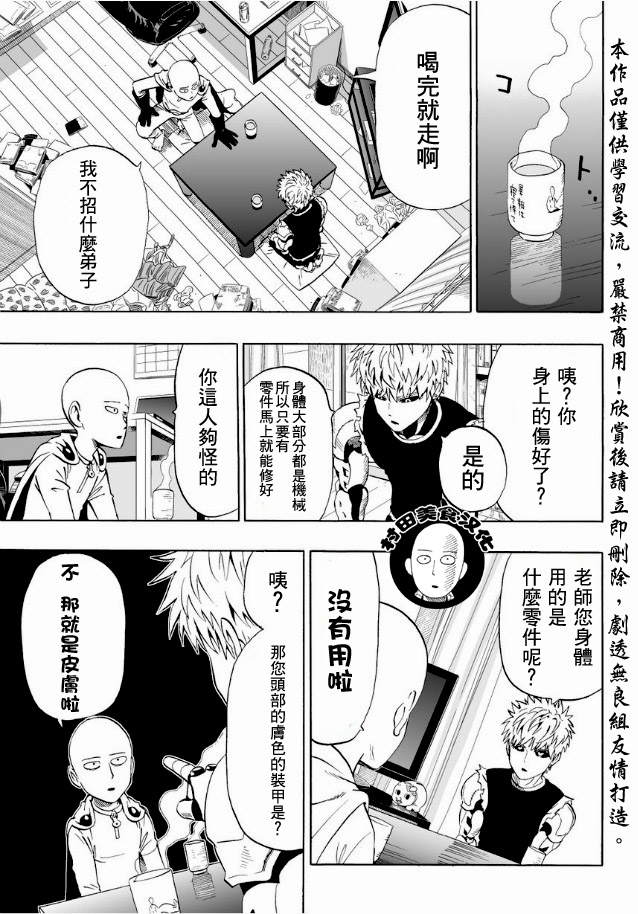 喝完就走啊
我不招什麼弟子
咦？你
身上的傷好了？
是的
身體大部分都是機械
所以只要有
零件馬上就能修好
你這人夠怪的
老師您身體
用的是
什麼零件呢？
沒有用啦
咦？
那您頭部的膚色的裝甲是？
不 那就是皮膚啦
村田美食汉化
本作品僅供學習交流，嚴禁商用！欣賞後請立即刪除，劇透無良組友情打造。